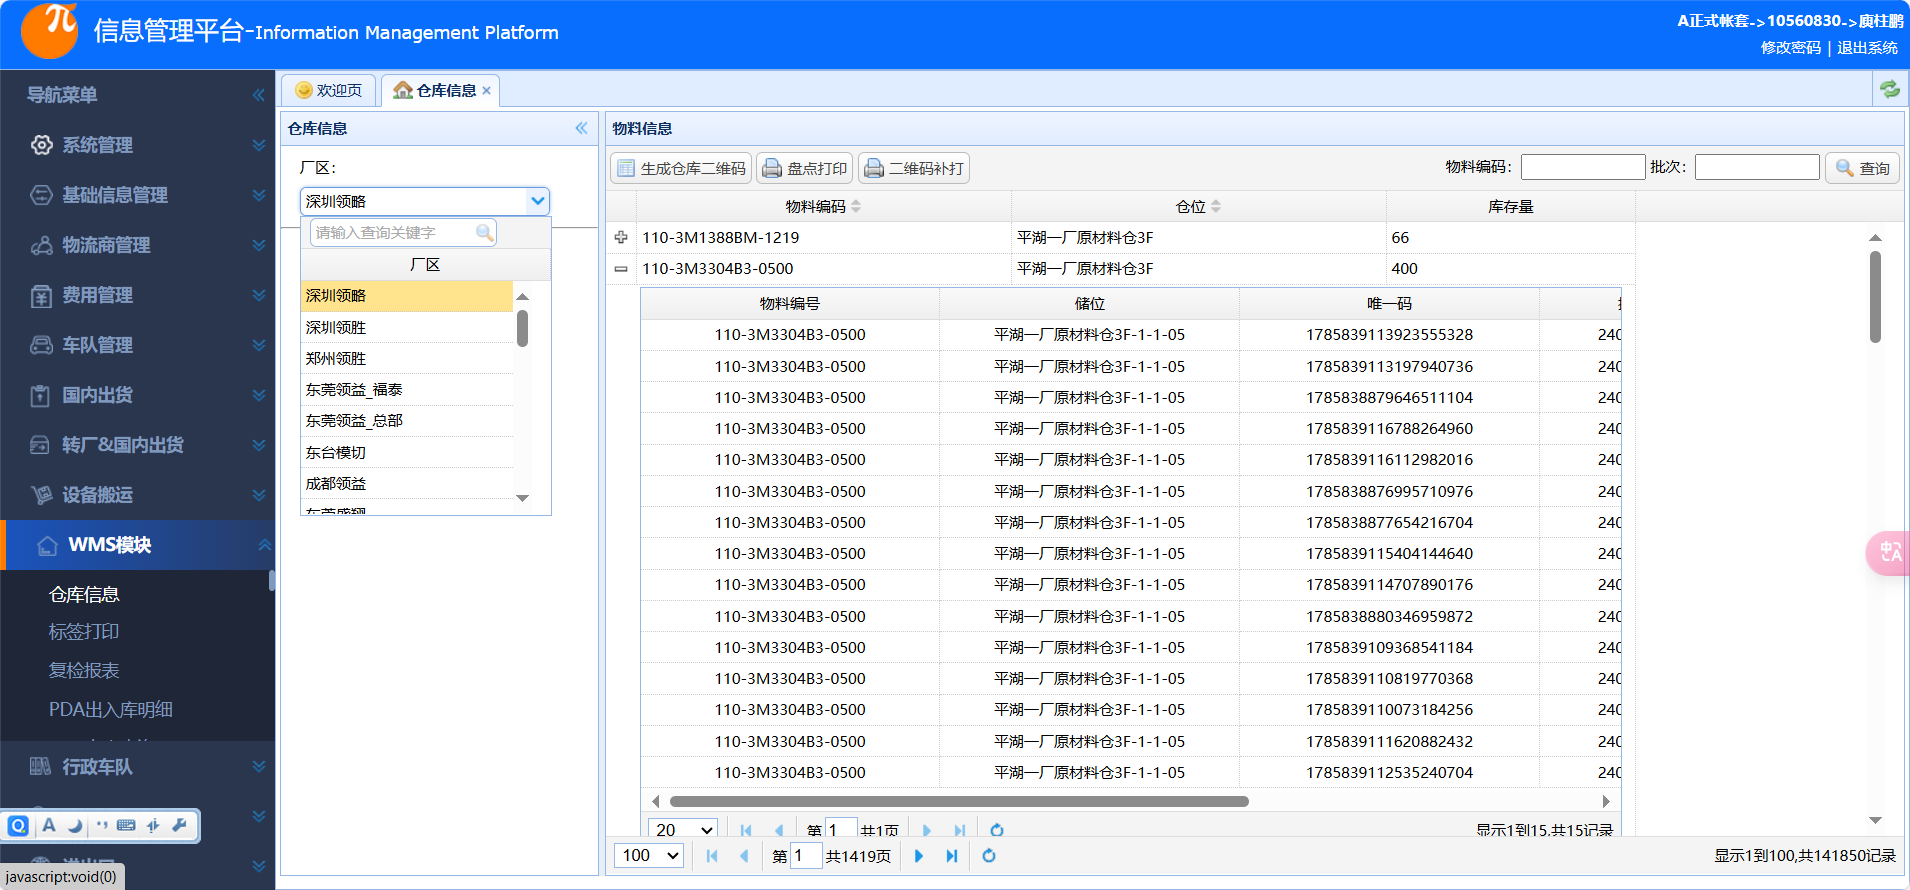 信息管理平台-Information Management Platform
A正式帐套->10560830->庾柱鹏
修改密码 | 退出系统
导航菜单
系统管理
基础信息管理
物流商管理
费用管理
车队管理
国内出货
转厂&国内出货
设备搬运
WMS模块
仓库信息
标签打印
复检报表
PDA出入库明细
行政车队
javascript:void(0)
欢迎页
仓库信息
仓库信息
厂区：
深圳领略
请输入查询关键字
厂区
深圳领略
深圳领胜
郑州领胜
东莞领益_福泰
东莞领益_总部
东台模切
成都领益
物料信息
生成仓库二维码 盘点打印 二维码补打 物料编码： 批次： 查询
物料编码 仓位 库存量
110-3M1388BM-1219 平湖一厂原材料仓3F 66
110-3M3304B3-0500 平湖一厂原材料仓3F 400
物料编号 储位 唯一码
110-3M3304B3-0500 平湖一厂原材料仓3F-1-1-05 1785839113923555328 240
110-3M3304B3-0500 平湖一厂原材料仓3F-1-1-05 1785839113197940736 240
110-3M3304B3-0500 平湖一厂原材料仓3F-1-1-05 1785838879646511104 240
110-3M3304B3-0500 平湖一厂原材料仓3F-1-1-05 1785839116788264960 240
110-3M3304B3-0500 平湖一厂原材料仓3F-1-1-05 1785839116112982016 240
110-3M3304B3-0500 平湖一厂原材料仓3F-1-1-05 1785838876995710976 240
110-3M3304B3-0500 平湖一厂原材料仓3F-1-1-05 1785838877654216704 240
110-3M3304B3-0500 平湖一厂原材料仓3F-1-1-05 1785839115404144640 240
110-3M3304B3-0500 平湖一厂原材料仓3F-1-1-05 1785839114707890176 240
110-3M3304B3-0500 平湖一厂原材料仓3F-1-1-05 1785838880346959872 240
110-3M3304B3-0500 平湖一厂原材料仓3F-1-1-05 1785839109368541184 240
110-3M3304B3-0500 平湖一厂原材料仓3F-1-1-05 1785839110819770368 240
110-3M3304B3-0500 平湖一厂原材料仓3F-1-1-05 1785839110073184256 240
110-3M3304B3-0500 平湖一厂原材料仓3F-1-1-05 1785839111620882432 240
110-3M3304B3-0500 平湖一厂原材料仓3F-1-1-05 1785839112535240704 240
20 第 1 共1页 显示1到15,共15记录
100 第 1 共1419页 显示1到100,共141850记录